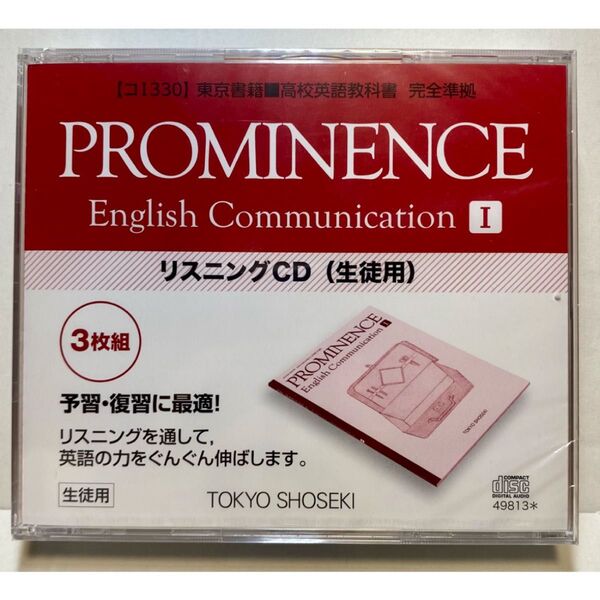 【コ1330】東京書籍■高校英語教科書 完全準拠
PROMINENCE
English Communication I
リスニングCD（生徒用）
3枚組
予習・復習に最適!
リスニングを通して,
英語の力をぐんぐん伸ばします。
生徒用
TOKYO SHOSEKI
PROMINENCE
English Communication I
TOKYO SHOSEKI
COMPACT
disc
DIGITAL AUDIO
49813*